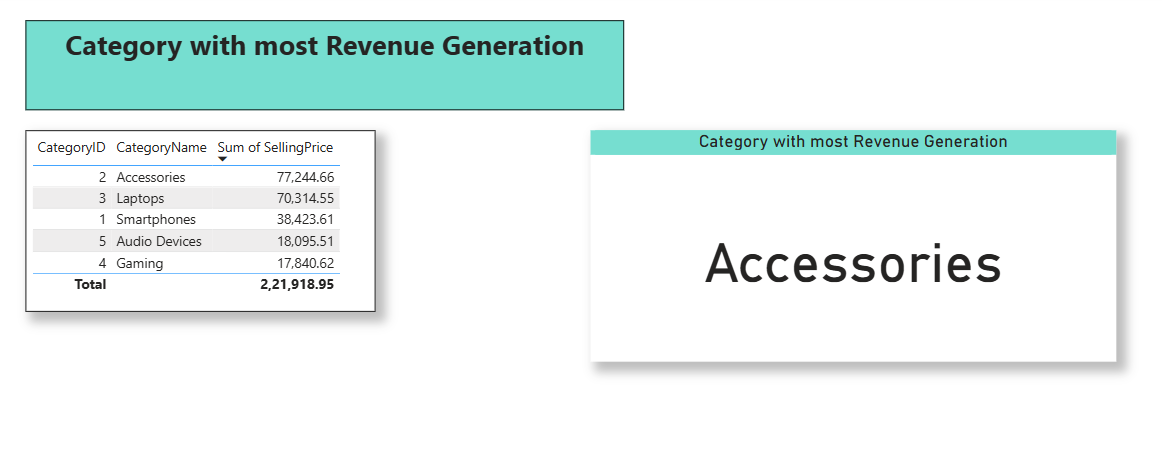 Category with most Revenue Generation
CategoryID CategoryName Sum of SellingPrice
2 Accessories 77,244.66
3 Laptops 70,314.55
1 Smartphones 38,423.61
5 Audio Devices 18,095.51
4 Gaming 17,840.62
Total 2,21,918.95
Category with most Revenue Generation
Accessories